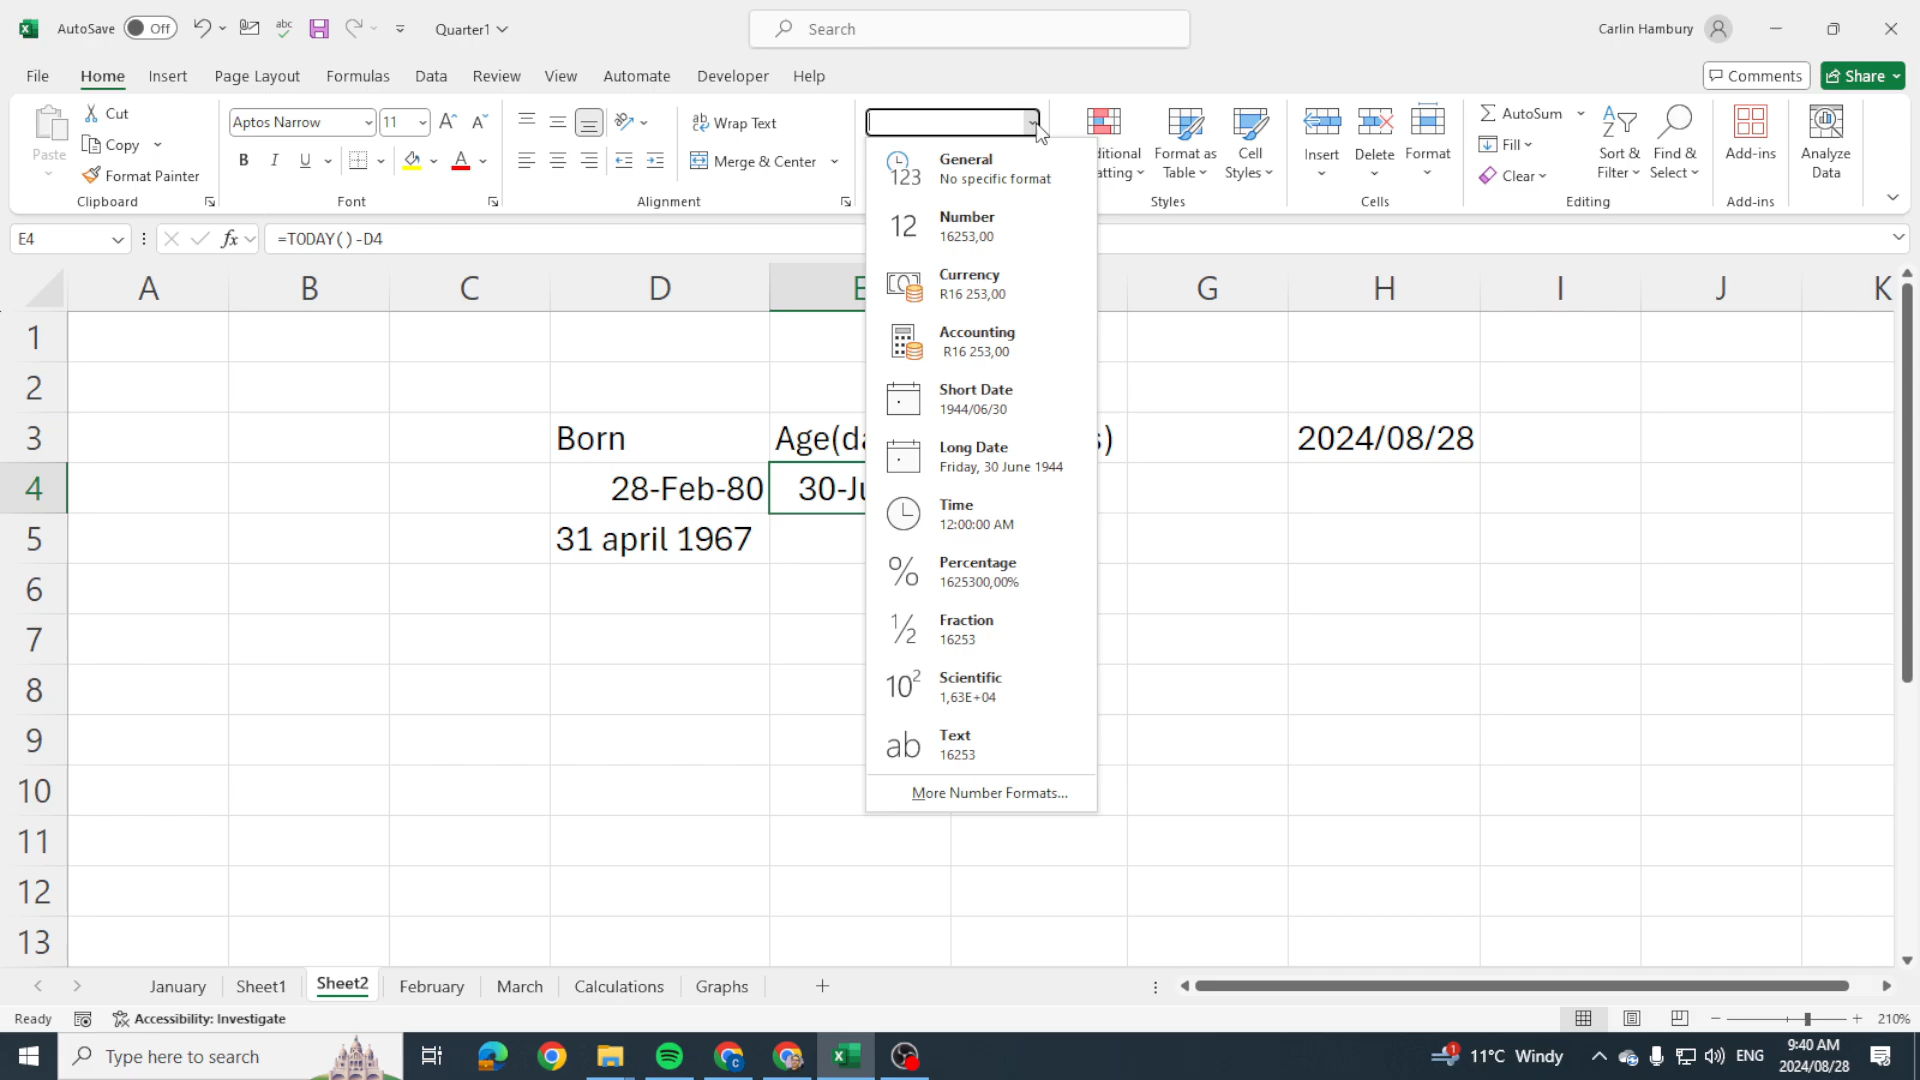 AutoSave Off abc Quarter1 Search Carlin Hambury
File Home Insert Page Layout Formulas Data Review View Automate Developer Help Comments Share
Paste Cut Copy Format Painter Clipboard
Aptos Narrow 11 A A B I U A Font
ab Wrap Text Merge & Center Alignment
ditional atting Format as Table Cell Styles Styles
Insert Delete Format Cells
AutoSum Fill Clear Sort & Filter Find & Select Editing
Add-ins Add-ins
Analyze Data
E4 fx =TODAY()-D4
General
No specific format
123
12 Number
16253,00
Currency
R16 253,00
Accounting
R16 253,00
Short Date
1944/06/30
Long Date
Friday, 30 June 1944
Time
12:00:00 AM
% Percentage
1625300,00%
½ Fraction
16253
10² Scientific
1,63E+04
ab Text
16253
More Number Formats...
A B C D E G H I J K
1
2
3 Born Age(da s) 2024/08/28
4 28-Feb-80 30-Ju
5 31 april 1967
6
7
8
9
10
11
12
13
January Sheet1 Sheet2 February March Calculations Graphs
Ready Accessibility: Investigate 210%
Type here to search 1 11°C Windy ENG 9:40 AM
2024/08/28